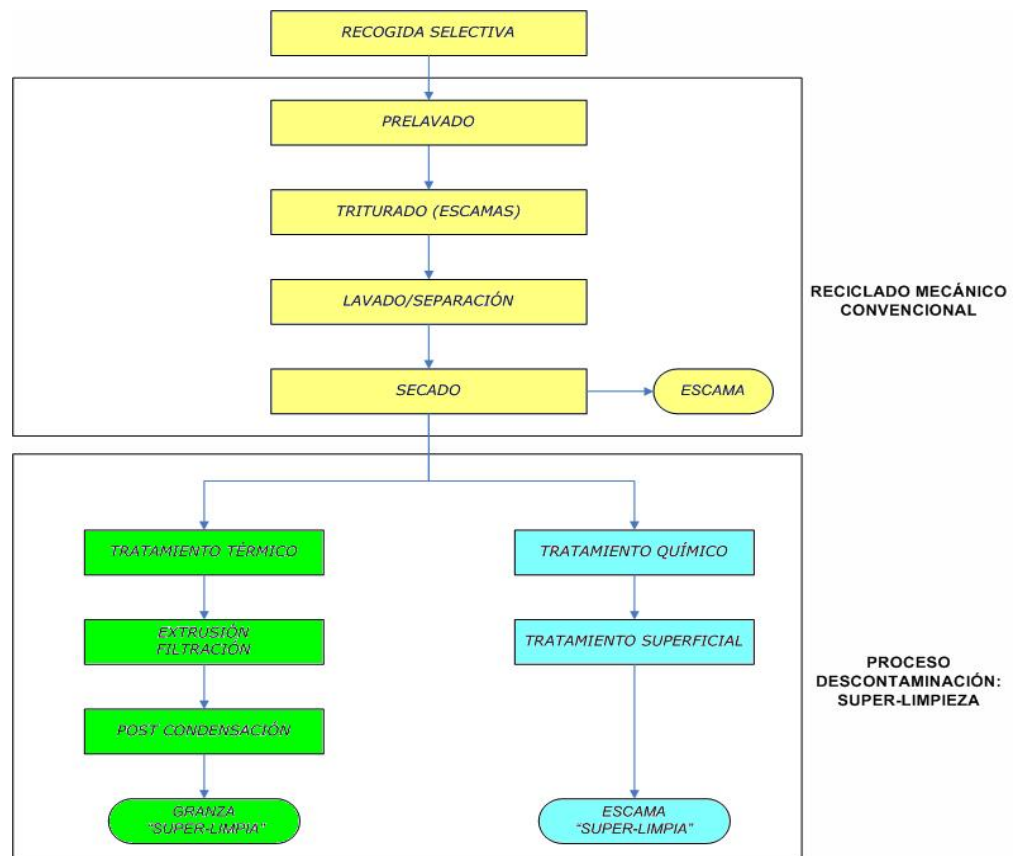 RECOGIDA SELECTIVA
PRELAVADO
TRITURADO (ESCAMAS)
LAVADO/SEPARACIÓN
SECADO
ESCAMA
RECICLADO MECÁNICO
CONVENCIONAL
TRATAMIENTO TÉRMICO
TRATAMIENTO QUÍMICO
EXTRUSIÓN
FILTRACIÓN
TRATAMIENTO SUPERFICIAL
POST CONDENSACIÓN
GRANZA
"SUPER-LIMPIA"
ESCAMA
"SUPER-LIMPIA"
PROCESO
DESCONTAMINACIÓN:
SUPER-LIMPIEZA